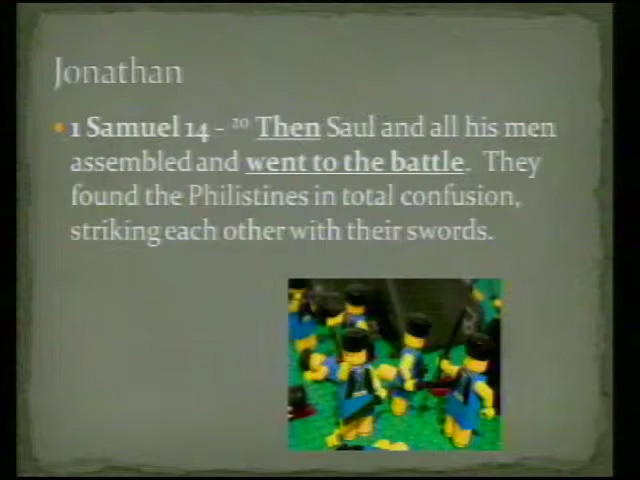 Jonathan
• 1 Samuel 14 - 20 Then Saul and all his men
assembled and went to the battle. They
found the Philistines in total confusion,
striking each other with their swords.